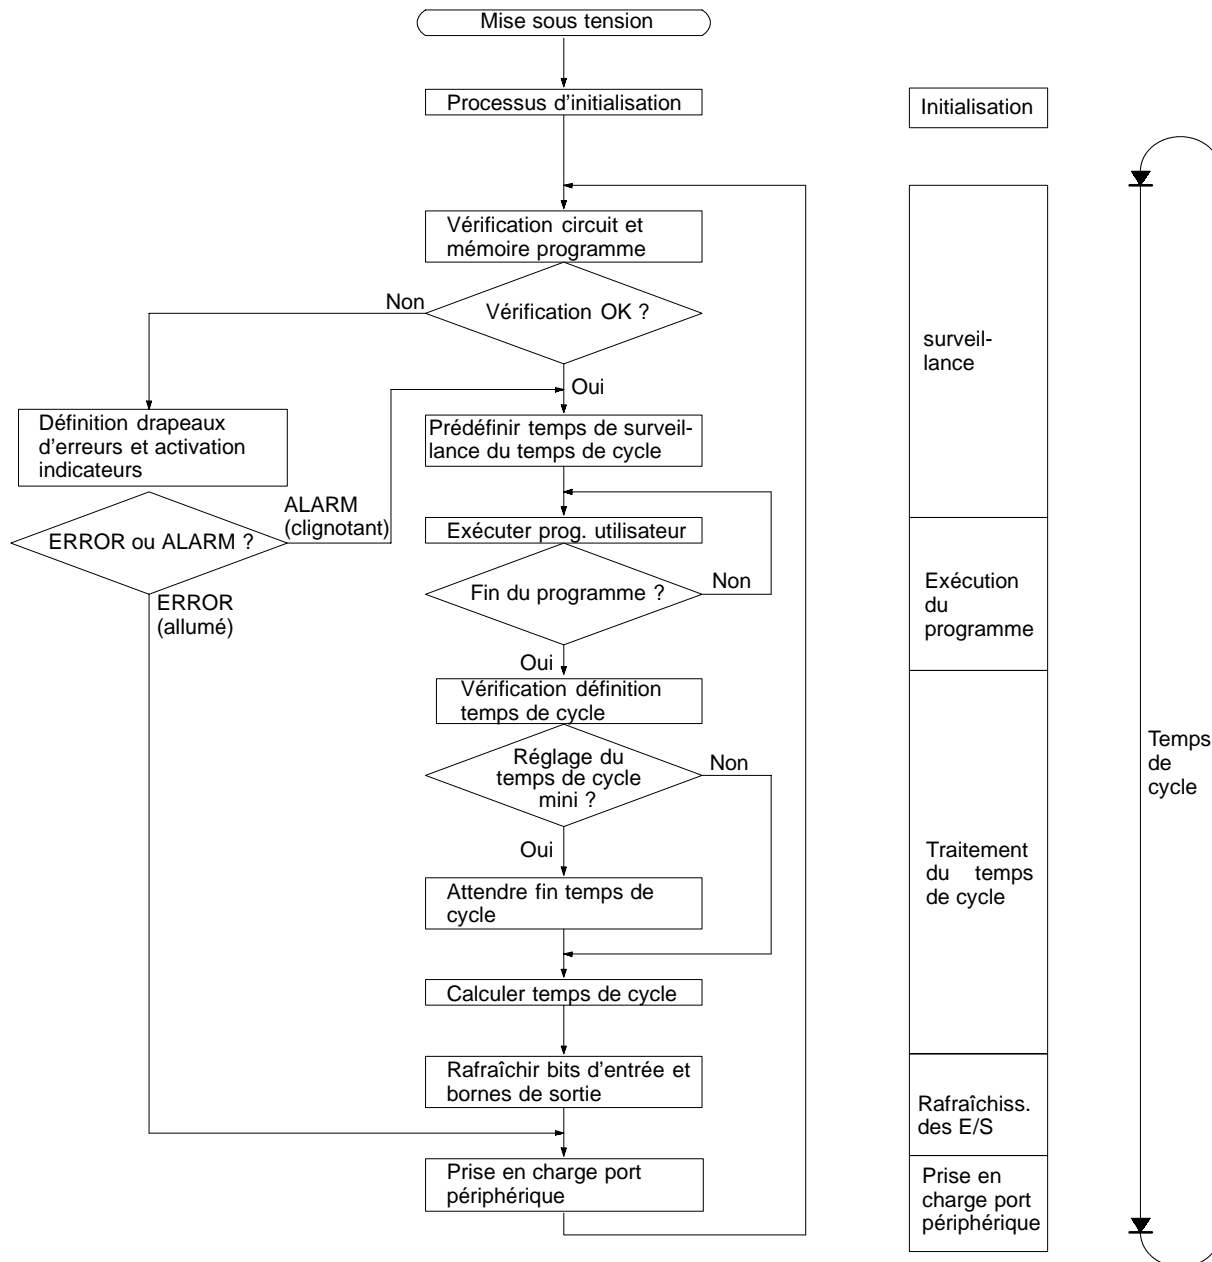 Mise sous tension
Processus d'initialisation
Initialisation
Vérification circuit et
mémoire programme
Non
Vérification OK ?
Oui
surveil-
lance
Définition drapeaux
d'erreurs et activation
indicateurs
Prédéfinir temps de surveil-
lance du temps de cycle
ALARM
(clignotant)
ERROR ou ALARM ?
Exécuter prog. utilisateur
Non
Fin du programme ?
ERROR
(allumé)
Exécution
du
programme
Oui
Vérification définition
temps de cycle
Réglage du
temps de cycle
mini ?
Non
Temps
de
cycle
Oui
Traitement
du temps
de cycle
Attendre fin temps de
cycle
Calculer temps de cycle
Rafraîchir bits d'entrée et
bornes de sortie
Rafraîchiss.
des E/S
Prise en charge port
périphérique
Prise en
charge port
périphérique